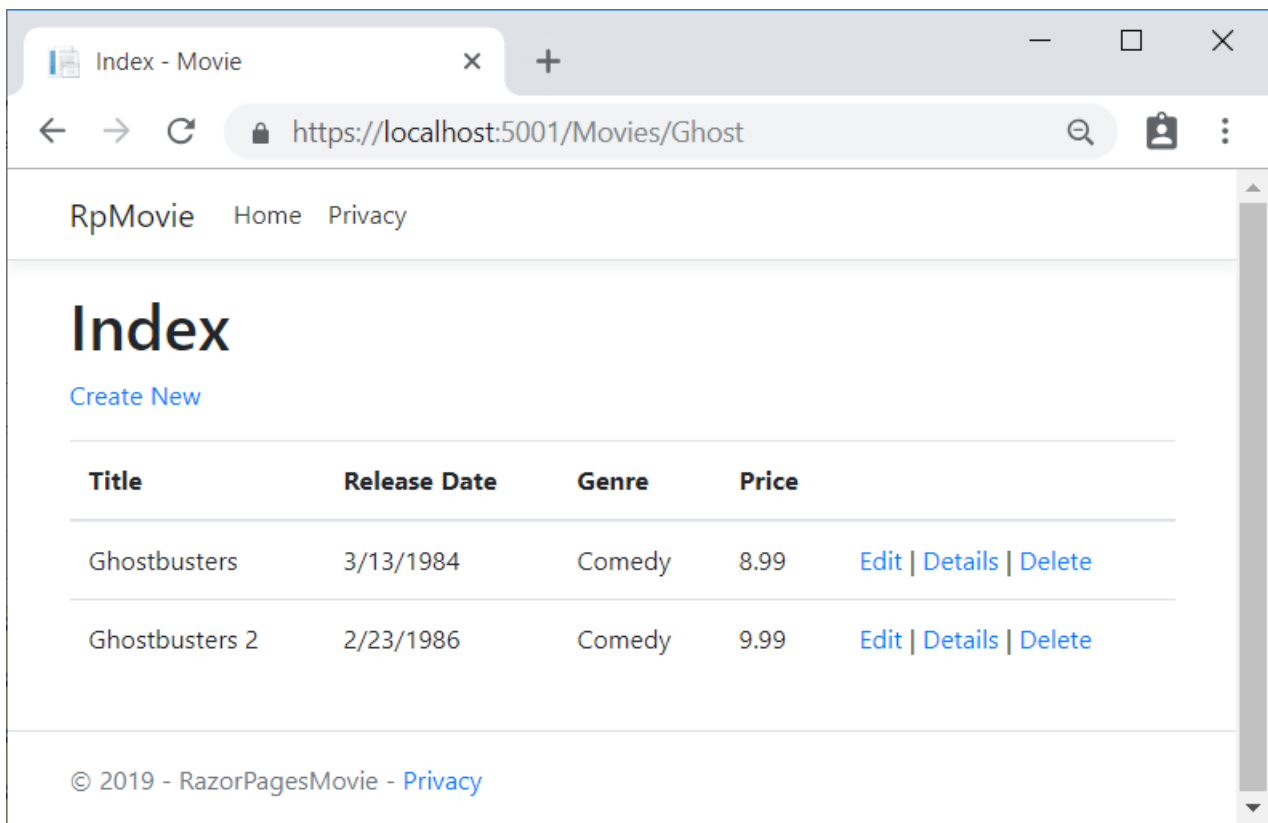 Index - Movie
https://localhost:5001/Movies/Ghost
RpMovie Home Privacy
Index
Create New
Title Release Date Genre Price
Ghostbusters 3/13/1984 Comedy 8.99 Edit | Details | Delete
Ghostbusters 2 2/23/1986 Comedy 9.99 Edit | Details | Delete
© 2019 - RazorPagesMovie - Privacy